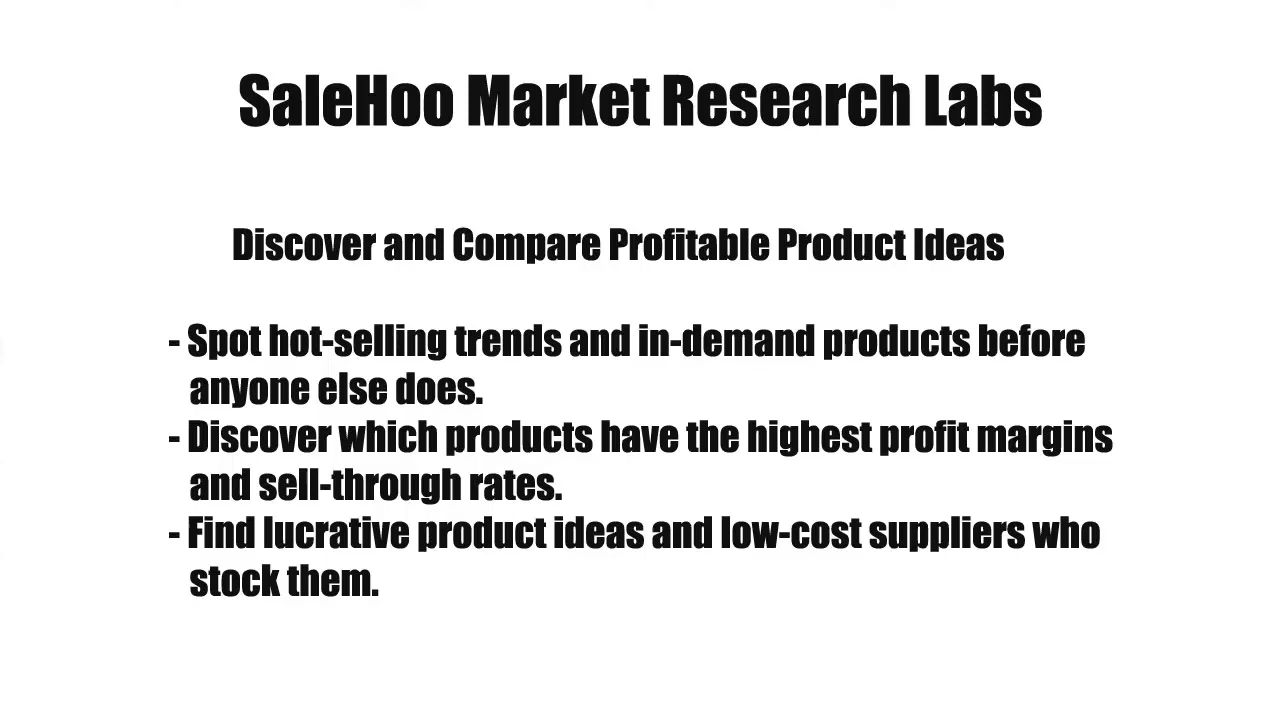 SaleHoo Market Research Labs
Discover and Compare Profitable Product Ideas
- Spot hot-selling trends and in-demand products before
anyone else does.
- Discover which products have the highest profit margins
and sell-through rates.
- Find lucrative product ideas and low-cost suppliers who
stock them.